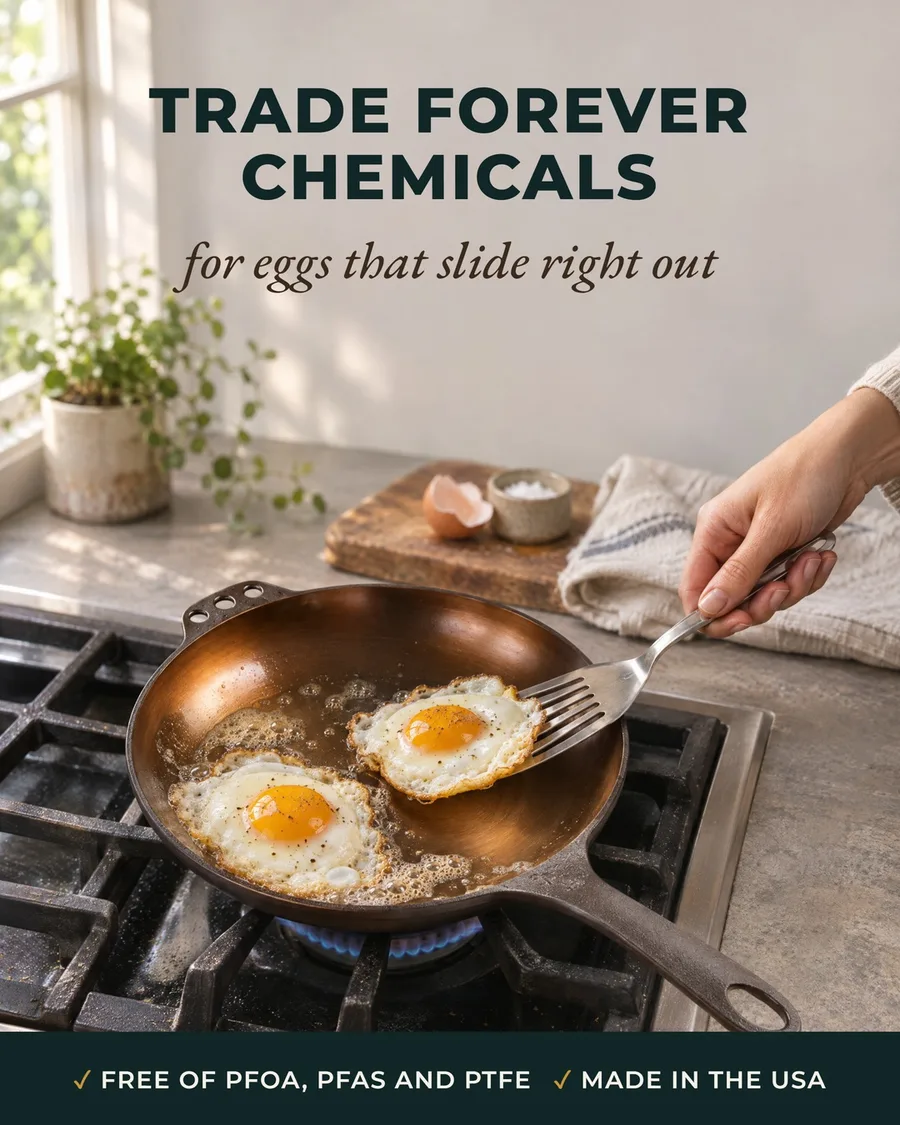 TRADE FOREVER
CHEMICALS
for eggs that slide right out
✓ FREE OF PFOA, PFAS AND PTFE ✓ MADE IN THE USA